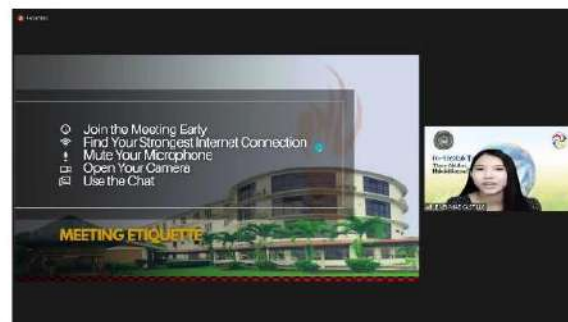 Join the Meeting Early
Find Your Strongest Internet Connection
Mute Your Microphone
Open Your Camera
Use the Chat
MEETING ETIQUETTE